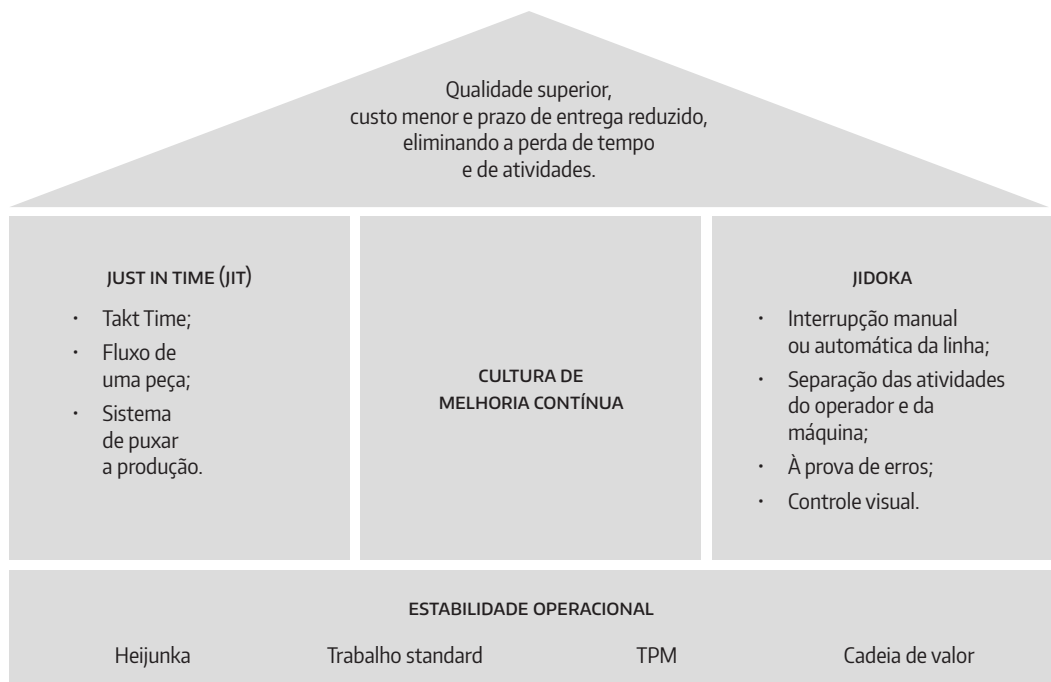 Qualidade superior,
custo menor e prazo de entrega reduzido,
eliminando a perda de tempo
e de atividades.
JUST IN TIME (JIT)
• Takt Time;
• Fluxo de
uma peça;
• Sistema
de puxar
a produção.
CULTURA DE
MELHORIA CONTÍNUA
JIDOKA
• Interrupção manual
ou automática da linha;
• Separação das atividades
do operador e da
máquina;
• À prova de erros;
• Controle visual.
ESTABILIDADE OPERACIONAL
Heijunka Trabalho standard TPM Cadeia de valor